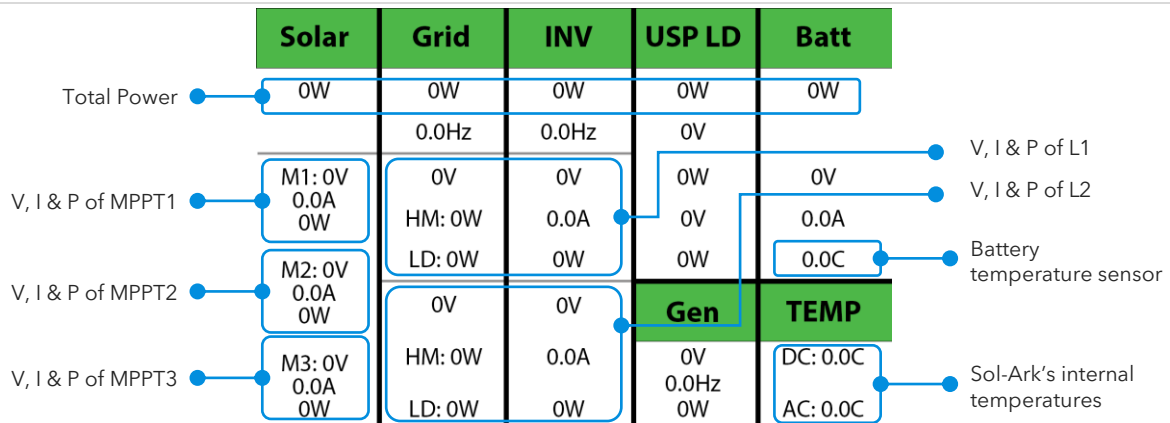 Solar Grid INV USP LD Batt
Total Power 0W 0W 0W 0W 0W
0.0Hz 0.0Hz 0V
V, I & P of L1
M1: 0V 0V 0V 0W 0V
V, I & P of MPPT1 0.0A HM: 0W 0.0A 0V 0.0A
V, I & P of L2
0W
LD: 0W 0W 0W 0.0C
Battery
temperature sensor
M2: 0V
V, I & P of MPPT2 0.0A 0V 0V
0W
Gen TEMP
M3: 0V HM: 0W 0.0A 0V DC: 0.0C
V, I & P of MPPT3 0.0A 0.0Hz
0W LD: 0W 0W 0W AC: 0.0C
Sol-Ark's internal
temperatures